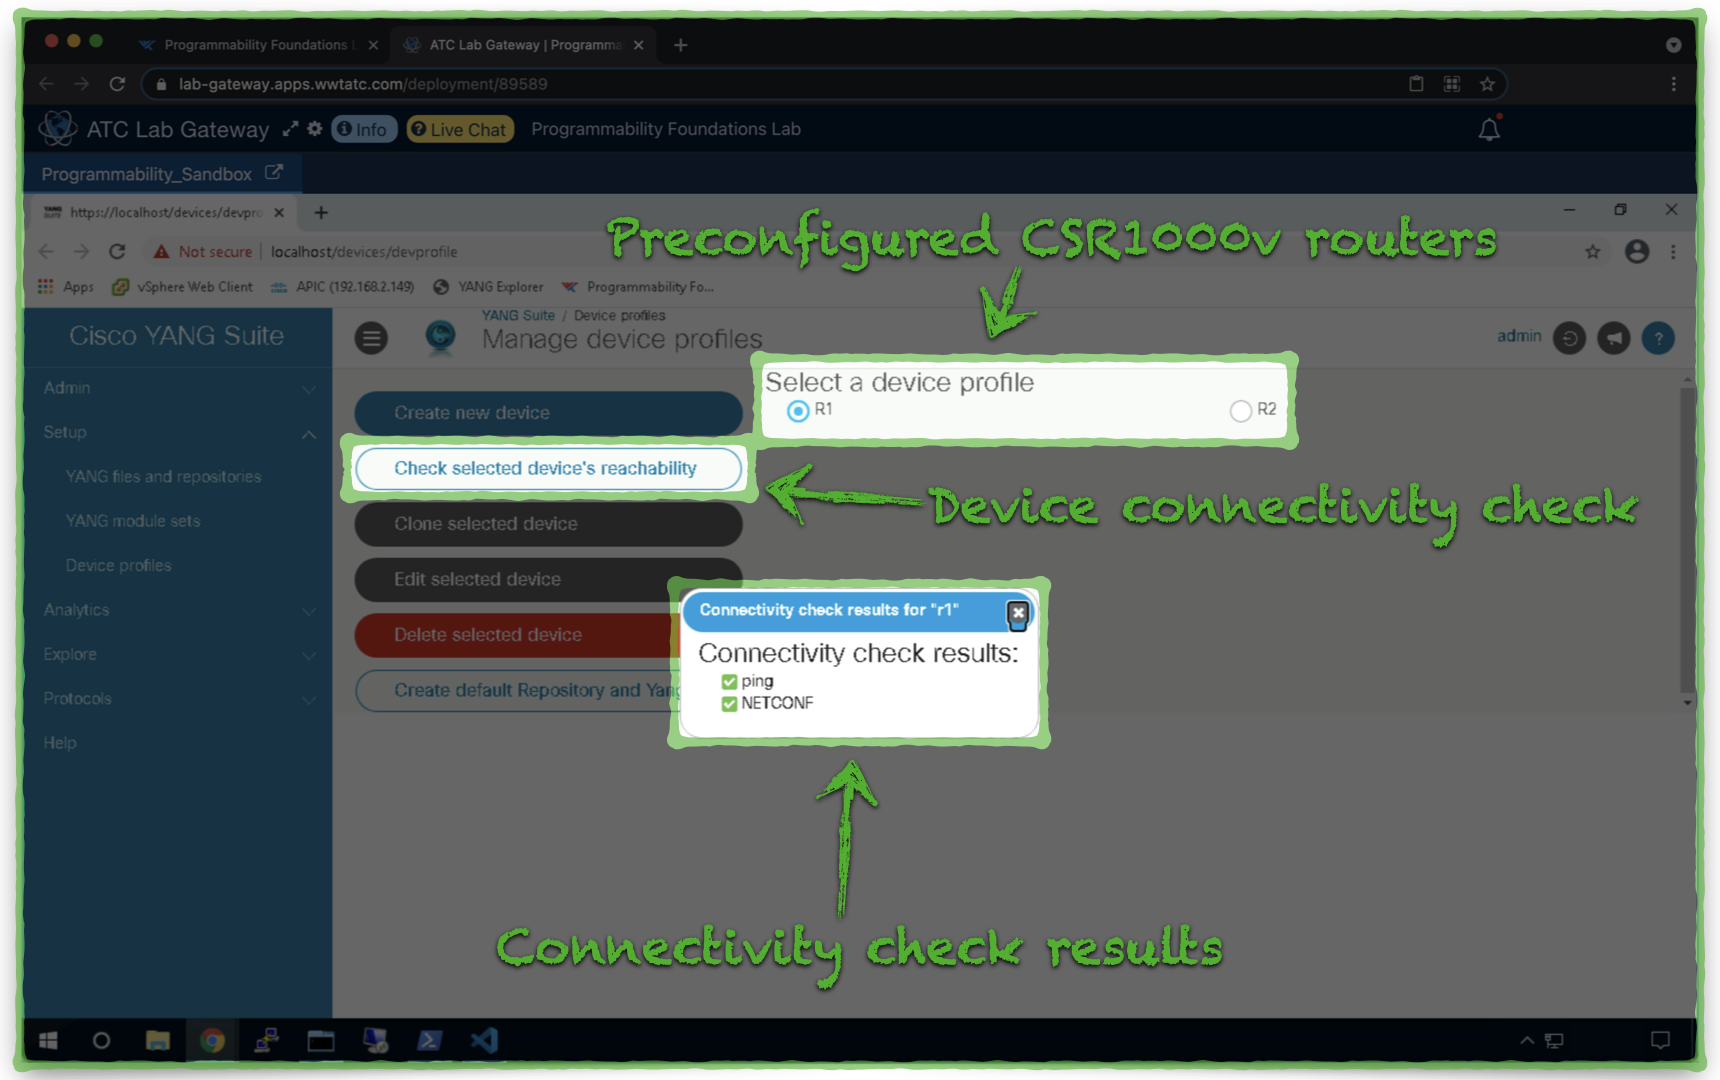 Programmability Foundations L
ATC Lab Gateway | Programma
lab-gateway.apps.wwtatc.com/deployment/89589
ATC Lab Gateway
Info
Live Chat
Programmability Foundations Lab
Programmability_Sandbox
https://localhost/devices/devpro
Not secure | localhost/devices/devprofile
Preconfigured CSR1000v routers
Apps
vSphere Web Client
APIC (192.168.2.149)
YANG Explorer
Programmability Fo...
Cisco YANG Suite
YANG Suite / Device profiles
Manage device profiles
admin
Admin
Setup
YANG files and repositories
YANG module sets
Device profiles
Analytics
Explore
Protocols
Help
Create new device
Check selected device's reachability
Clone selected device
Edit selected device
Delete selected device
Create default Repository and Yang
Select a device profile
R1
R2
Device connectivity check
Connectivity check results for "r1"
Connectivity check results:
ping
NETCONF
Connectivity check results